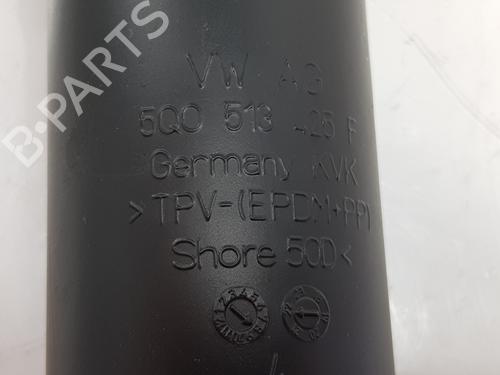 B-PARTS
VW AG
5Q0 513 425 F
Germany KVK
>TPV-(EPDM+PP)
Shore 50D<